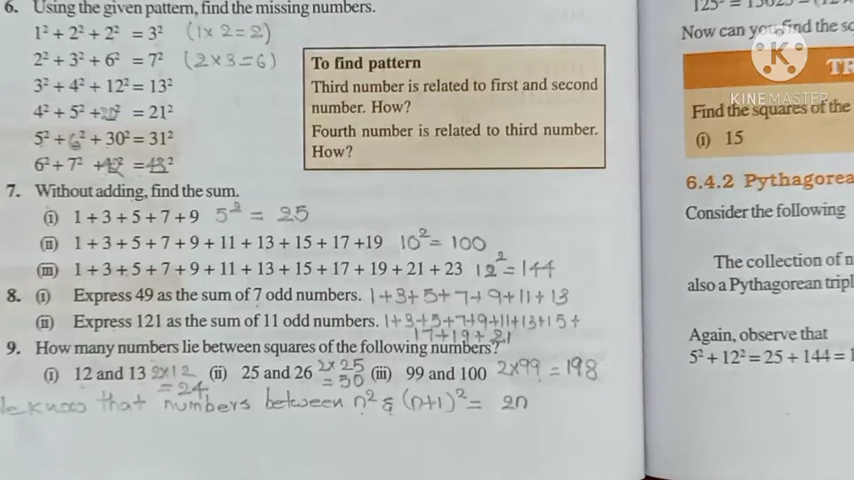 6. Using the given pattern, find the missing numbers.
1² + 2² + 2² = 3² (1 x 2 = 2)
2² + 3² + 6² = 7² (2 x 3 = 6)
3² + 4² + 12² = 13²
4² + 5² + 20² = 21²
5² + 6² + 30² = 31²
6² + 7² + 42² = 43²
To find pattern
Third number is related to first and second
number. How?
Fourth number is related to third number.
How?
7. Without adding, find the sum.
(i) 1 + 3 + 5 + 7 + 9 5² = 25
(ii) 1 + 3 + 5 + 7 + 9 + 11 + 13 + 15 + 17 +19 10² = 100
(iii) 1 + 3 + 5 + 7 + 9 + 11 + 13 + 15 + 17 + 19 + 21 + 23 12² = 144
8. (i) Express 49 as the sum of 7 odd numbers. 1+3+5+7+9+11+13
(ii) Express 121 as the sum of 11 odd numbers. 1+3+5+7+9+11+13+15+
17+19+21
9. How many numbers lie between squares of the following numbers?
(i) 12 and 13 2x12 = 24 (ii) 25 and 26 2x25 = 50 (iii) 99 and 100 2x99 = 198
know that numbers between n² & (n+1)² = 2n
Now can you find the
KINEMASTER
Find the squares of the
(i) 15
6.4.2 Pythagorea
Consider the following
The collection of n
also a Pythagorean tripl
Again, observe that
5² + 12² = 25 + 144 = 1